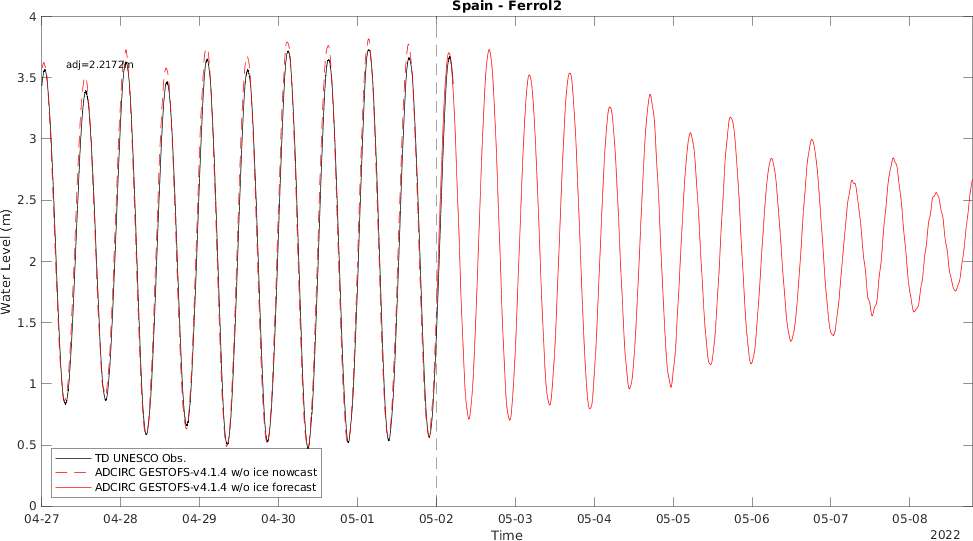 Spain - Ferrol2
4
3.5
3
2.5
2
1.5
1
0.5
0
Water Level (m)
adj=2.2172m
TD UNESCO Obs.
ADCIRC GESTOFS-v4.1.4 w/o ice nowcast
ADCIRC GESTOFS-v4.1.4 w/o ice forecast
04-27 04-28 04-29 04-30 05-01 05-02 05-03 05-04 05-05 05-06 05-07 05-08
Time
2022